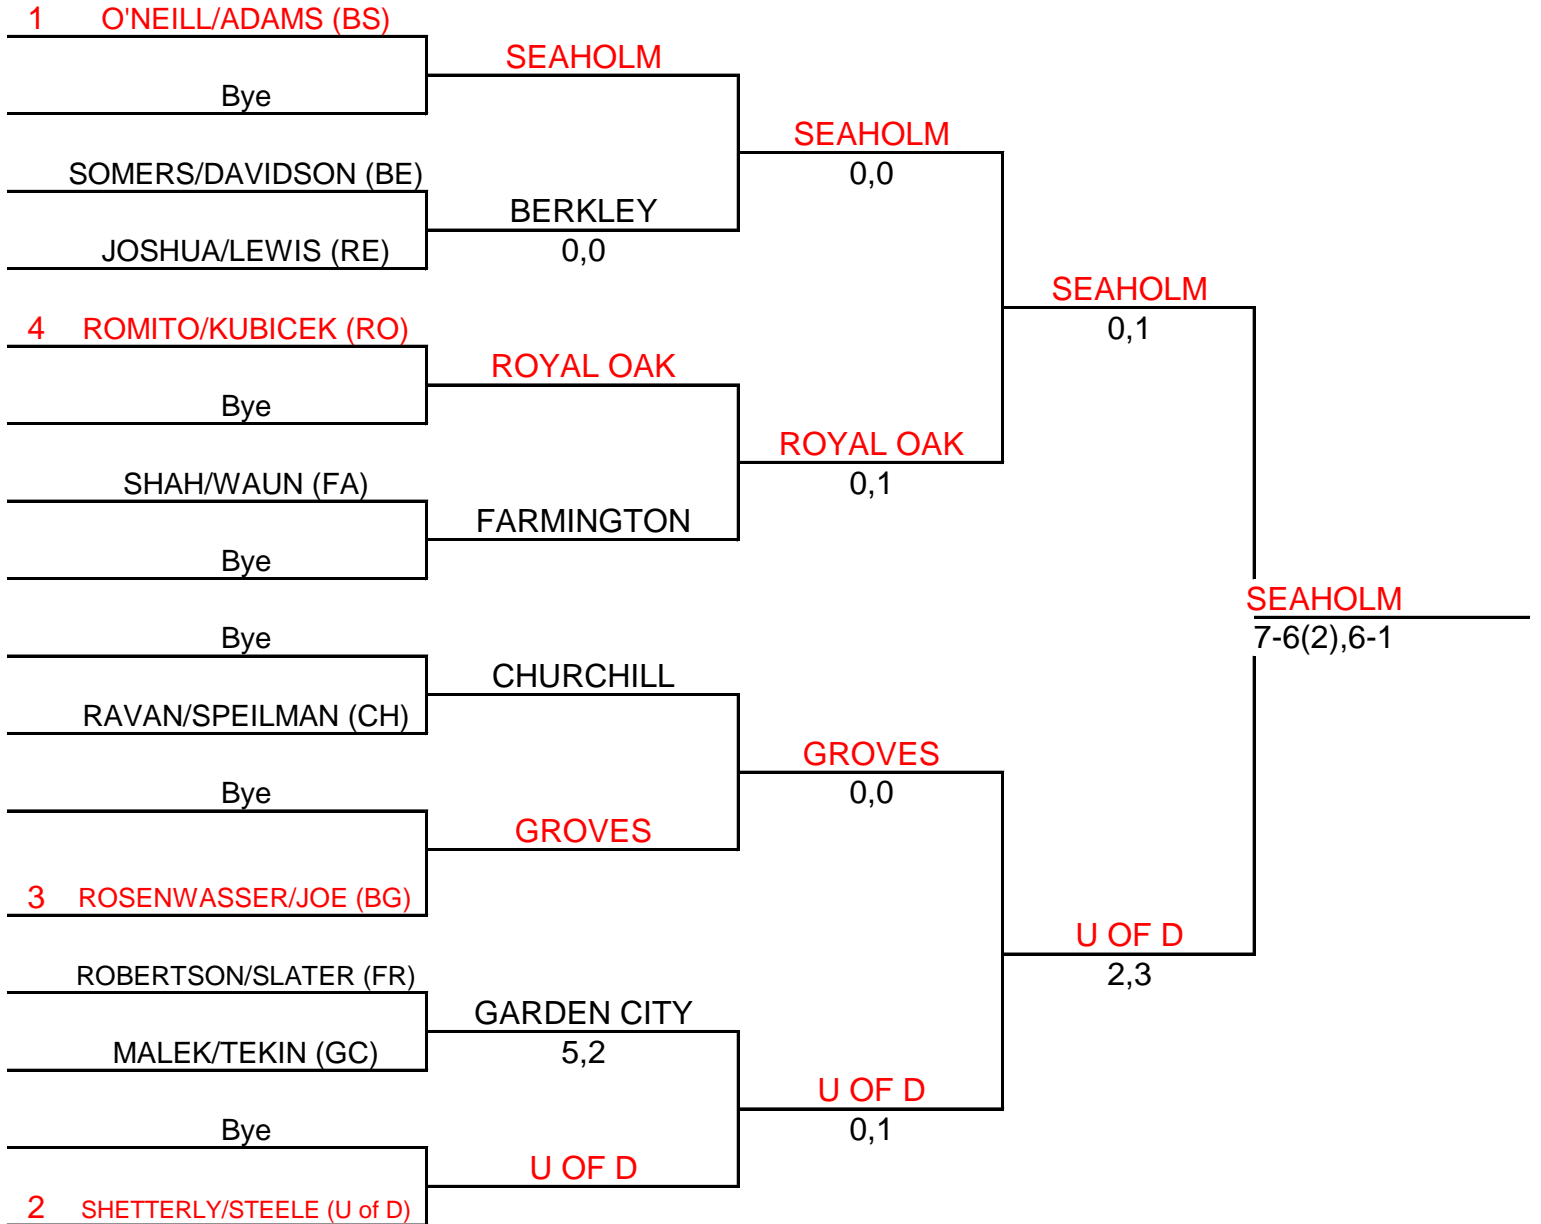 1 O'NEILL/ADAMS (BS)
SEAHOLM
Bye
SEAHOLM
0,0
SOMERS/DAVIDSON (BE)
BERKLEY
0,0
JOSHUA/LEWIS (RE)
SEAHOLM
0,1
4 ROMITO/KUBICEK (RO)
ROYAL OAK
Bye
ROYAL OAK
0,1
SHAH/WAUN (FA)
FARMINGTON
Bye
SEAHOLM
7-6(2),6-1
Bye
CHURCHILL
RAVAN/SPEILMAN (CH)
GROVES
0,0
Bye
GROVES
3 ROSENWASSER/JOE (BG)
U OF D
2,3
ROBERTSON/SLATER (FR)
GARDEN CITY
5,2
MALEK/TEKIN (GC)
U OF D
0,1
Bye
U OF D
2 SHETTERLY/STEELE (U of D)